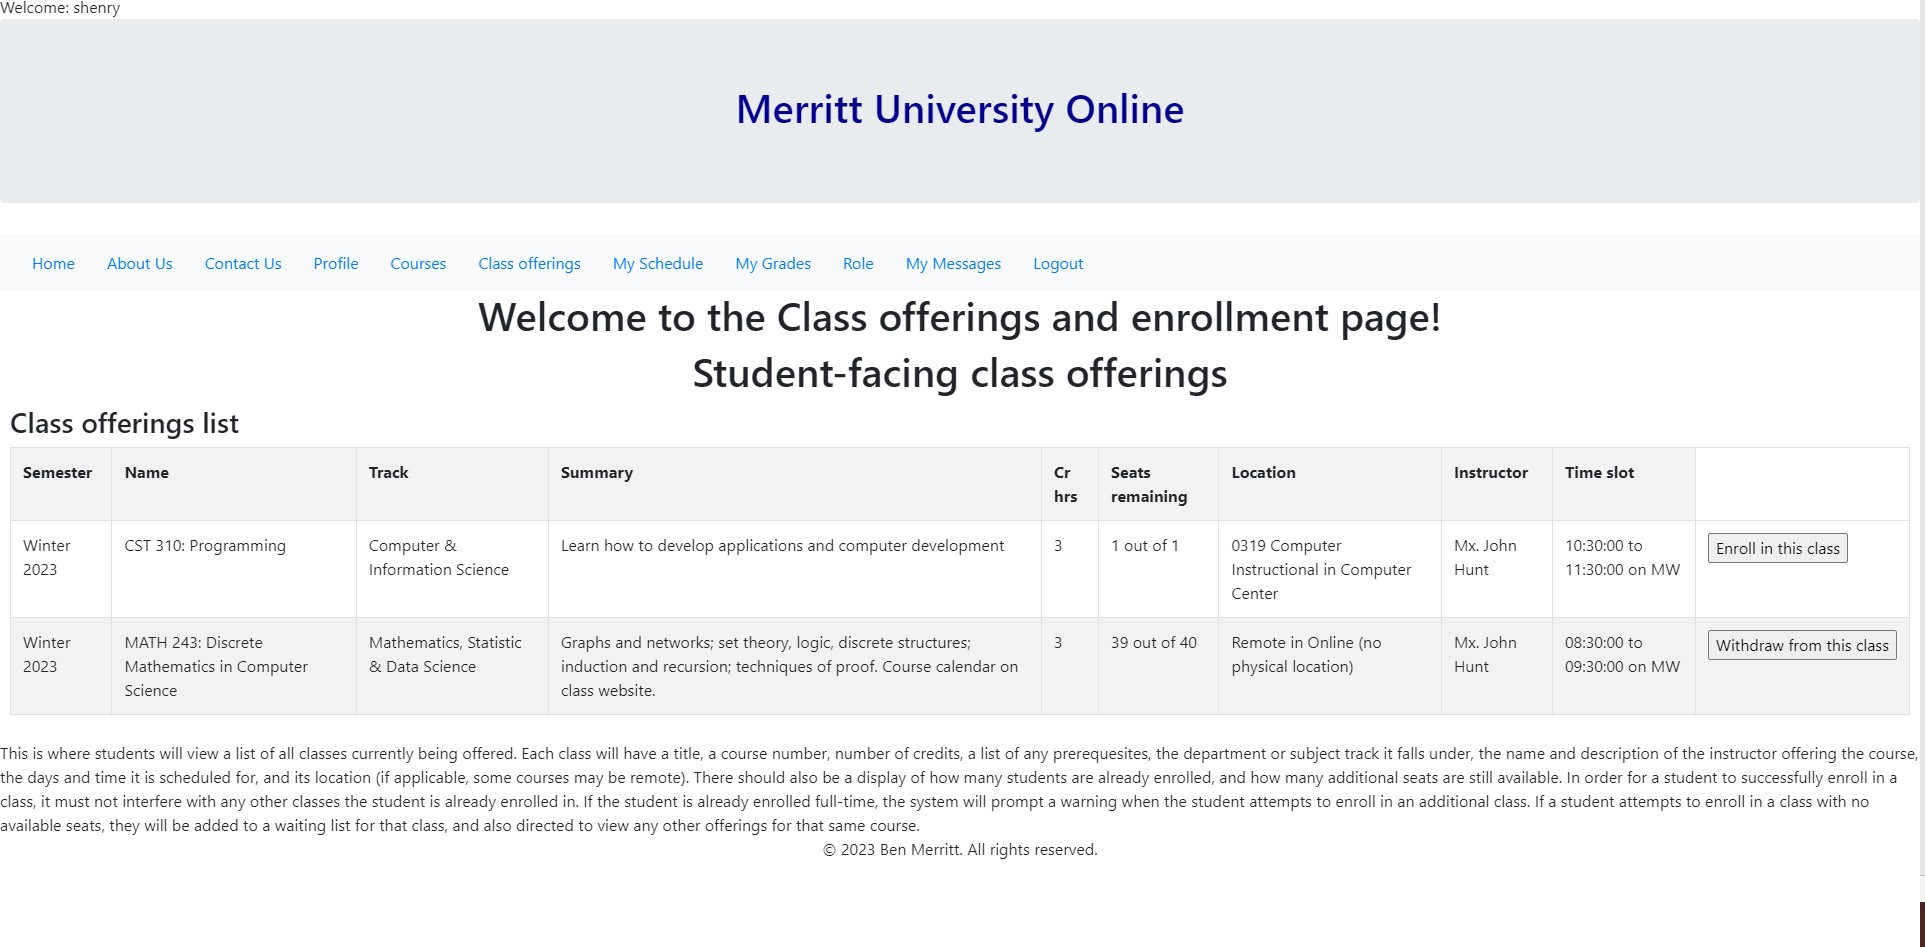 Welcome: shenry
Merritt University Online
Home About Us Contact Us Profile Courses Class offerings My Schedule My Grades Role My Messages Logout
Welcome to the Class offerings and enrollment page!
Student-facing class offerings
Class offerings list
Semester Name Track Summary Cr hrs Seats remaining Location Instructor Time slot
Winter 2023 CST 310: Programming Computer & Information Science Learn how to develop applications and computer development 3 1 out of 1 0319 Computer Instructional in Computer Center Mx. John Hunt 10:30:00 to 11:30:00 on MW Enroll in this class
Winter 2023 MATH 243: Discrete Mathematics in Computer Science Mathematics, Statistic & Data Science Graphs and networks; set theory, logic, discrete structures; induction and recursion; techniques of proof. Course calendar on class website. 3 39 out of 40 Remote in Online (no physical location) Mx. John Hunt 08:30:00 to 09:30:00 on MW Withdraw from this class
This is where students will view a list of all classes currently being offered. Each class will have a title, a course number, number of credits, a list of any prerequesites, the department or subject track it falls under, the name and description of the instructor offering the course,
the days and time it is scheduled for, and its location (if applicable, some courses may be remote). There should also be a display of how many students are already enrolled, and how many additional seats are still available. In order for a student to successfully enroll in a
class, it must not interfere with any other classes the student is already enrolled in. If the student is already enrolled full-time, the system will prompt a warning when the student attempts to enroll in an additional class. If a student attempts to enroll in a class with no
available seats, they will be added to a waiting list for that class, and also directed to view any other offerings for that same course.
© 2023 Ben Merritt. All rights reserved.